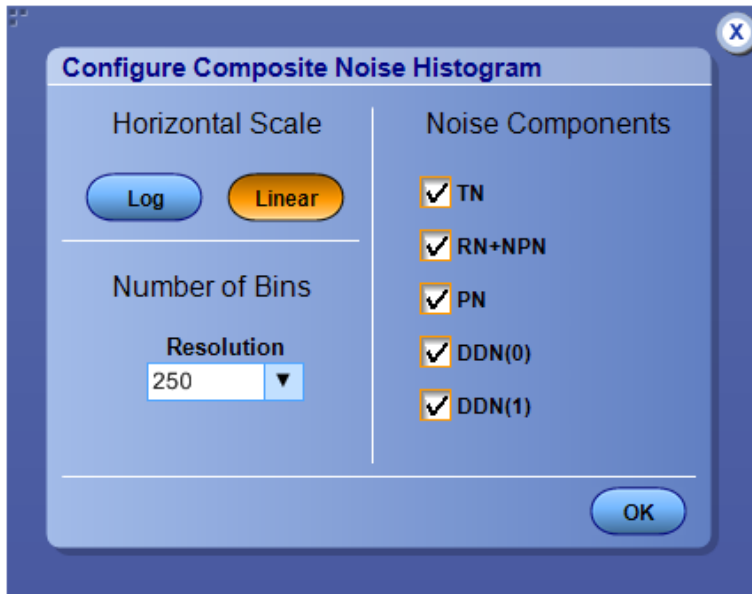 X
Configure Composite Noise Histogram
Horizontal Scale
Log
Linear
Number of Bins
Resolution
250
Noise Components
TN
RN+NPN
PN
DDN(0)
DDN(1)
OK